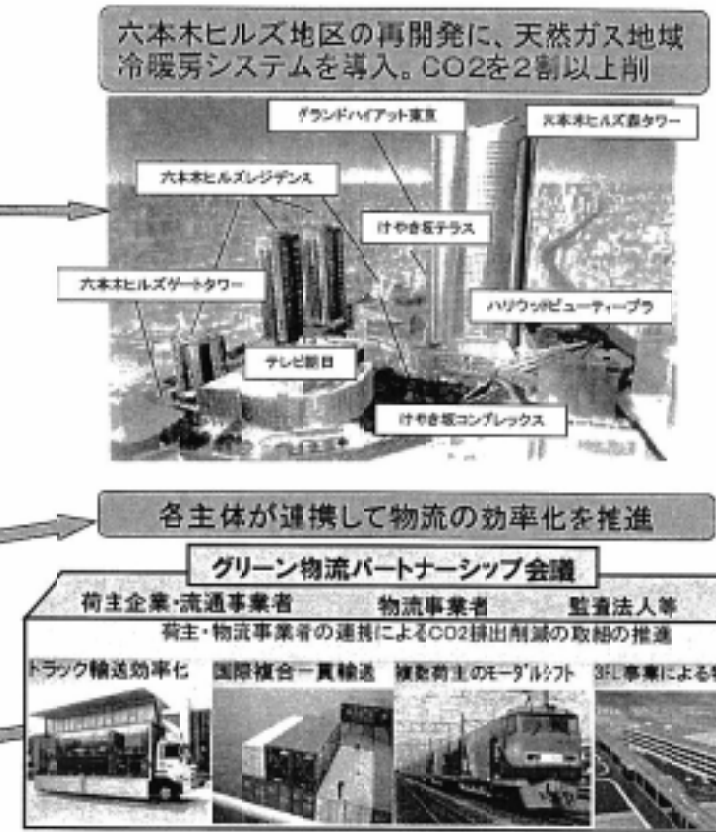 六本木ヒルズ地区の再開発に、天然ガス地域
冷暖房システムを導入。CO2を2割以上削
グランドハイアット東京
六本木ヒルズ森タワー
六本木ヒルズレジデンス
けやき坂テラス
六本木ヒルズゲートタワー
ハリウッドビューティープラ
テレビ朝日
けやき坂コンプレックス
各主体が連携して物流の効率化を推進
グリーン物流パートナーシップ会議
荷主企業・流通事業者 物流事業者 監査法人等
荷主・物流事業者の連携によるCO2排出削減の取組の推進
トラック輸送効率化 国際複合一貫輸送 複数荷主のモーダルシフト 3PL事業による